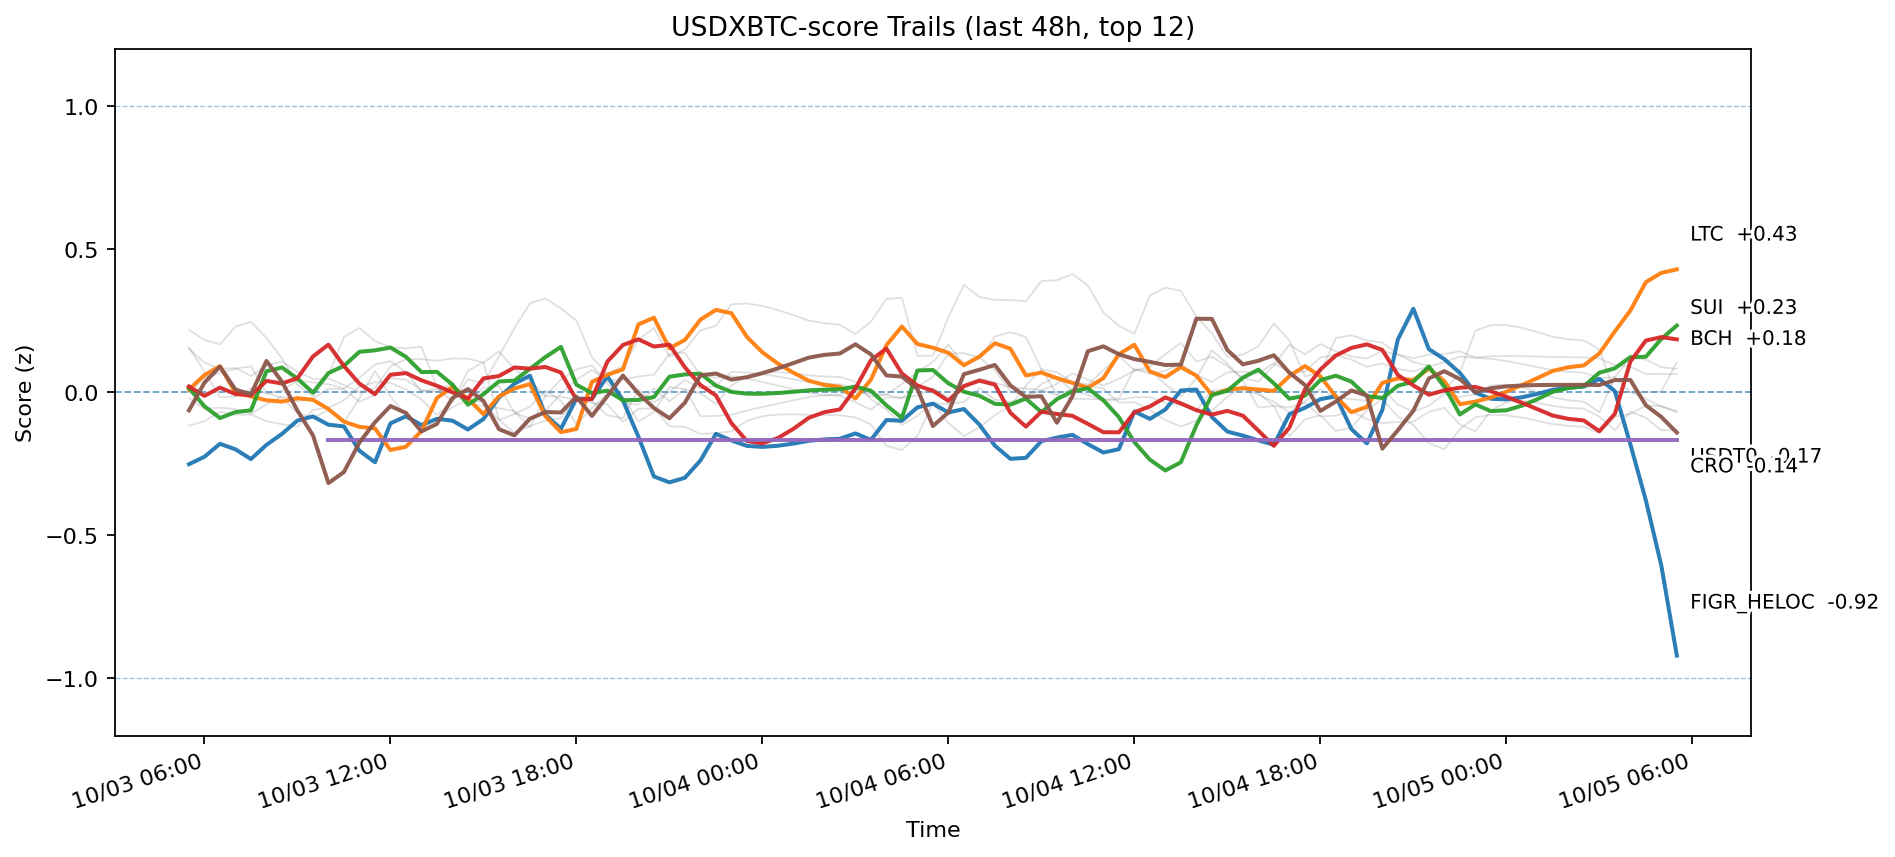 USDXBTC-score Trails (last 48h, top 12)
Score (z)
1.0
0.5
0.0
−0.5
−1.0
LTC +0.43
SUI +0.23
BCH +0.18
USDT0 -0.17
CRO -0.14
FIGR_HELOC -0.92
10/03 06:00
10/03 12:00
10/03 18:00
10/04 00:00
10/04 06:00
10/04 12:00
10/04 18:00
10/05 00:00
10/05 06:00
Time